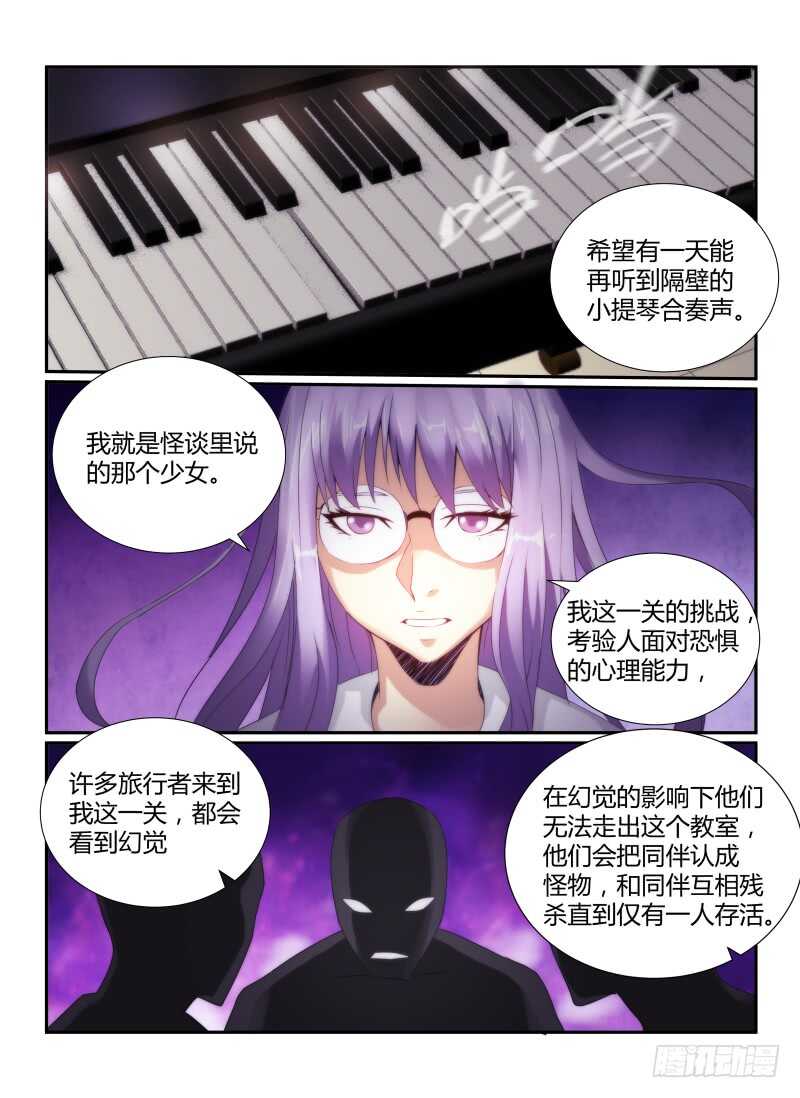 当
当
希望有一天能
再听到隔壁的
小提琴合奏声。
我就是怪谈里说
的那个少女。
我这一关的挑战，
考验人面对恐惧
的心理能力，
许多旅行者来到
我这一关，都会
看到幻觉
在幻觉的影响下他们
无法走出这个教室，
他们会把同伴认成
怪物，和同伴互相残
杀直到仅有一人存活。
腾讯动漫